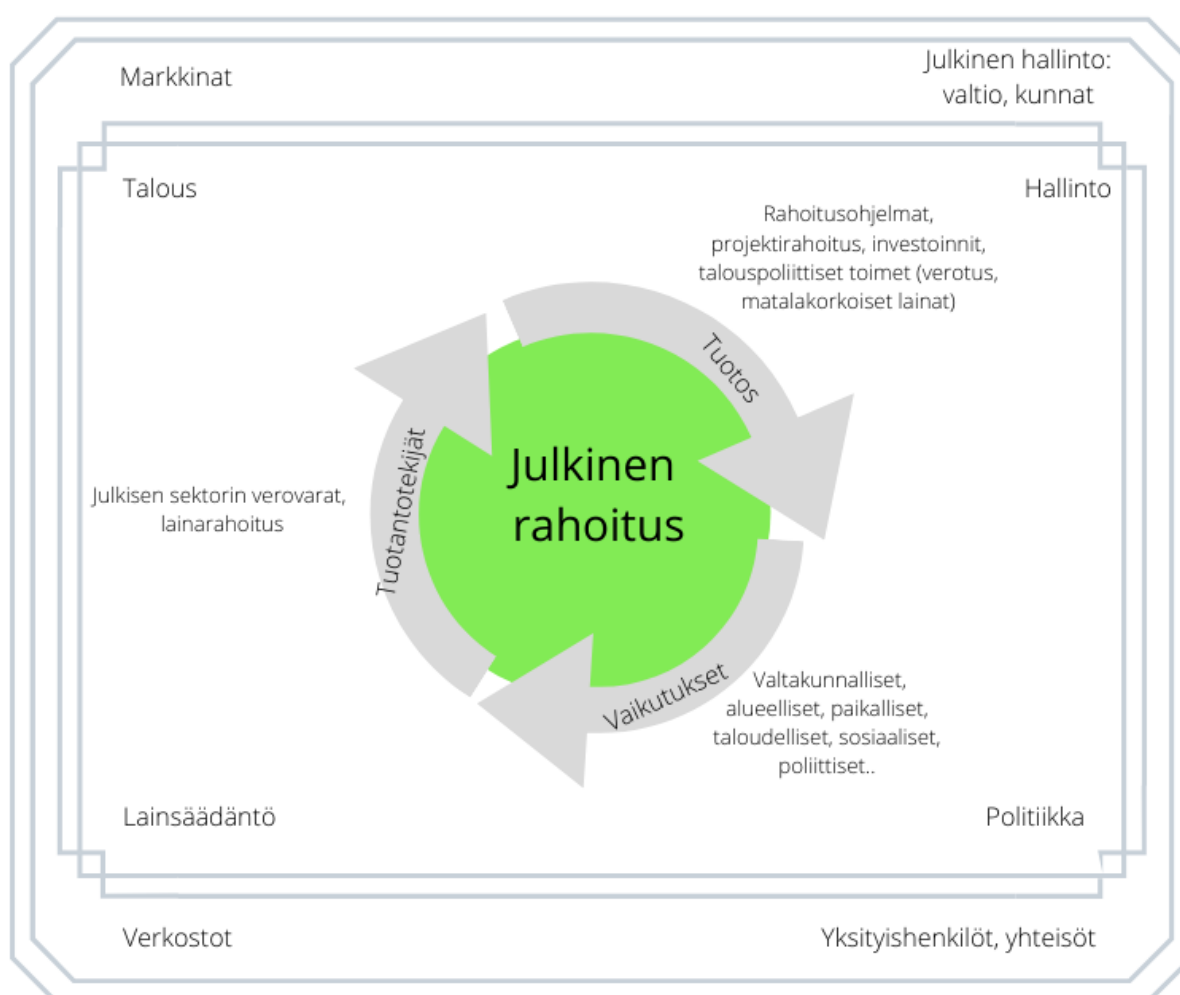 Markkinat
Julkinen hallinto:
valtio, kunnat
Talous
Hallinto
Rahoitusohjelmat,
projektirahoitus, investoinnit,
talouspoliittiset toimet (verotus,
matalakorkoiset lainat)
Tuotos
Tuotantotekijät
Julkinen
rahoitus
Julkisen sektorin verovarat,
lainarahoitus
Vaikutukset
Valtakunnalliset,
alueelliset, paikalliset,
taloudelliset, sosiaaliset,
poliittiset..
Lainsäädäntö
Politiikka
Verkostot
Yksityishenkilöt, yhteisöt